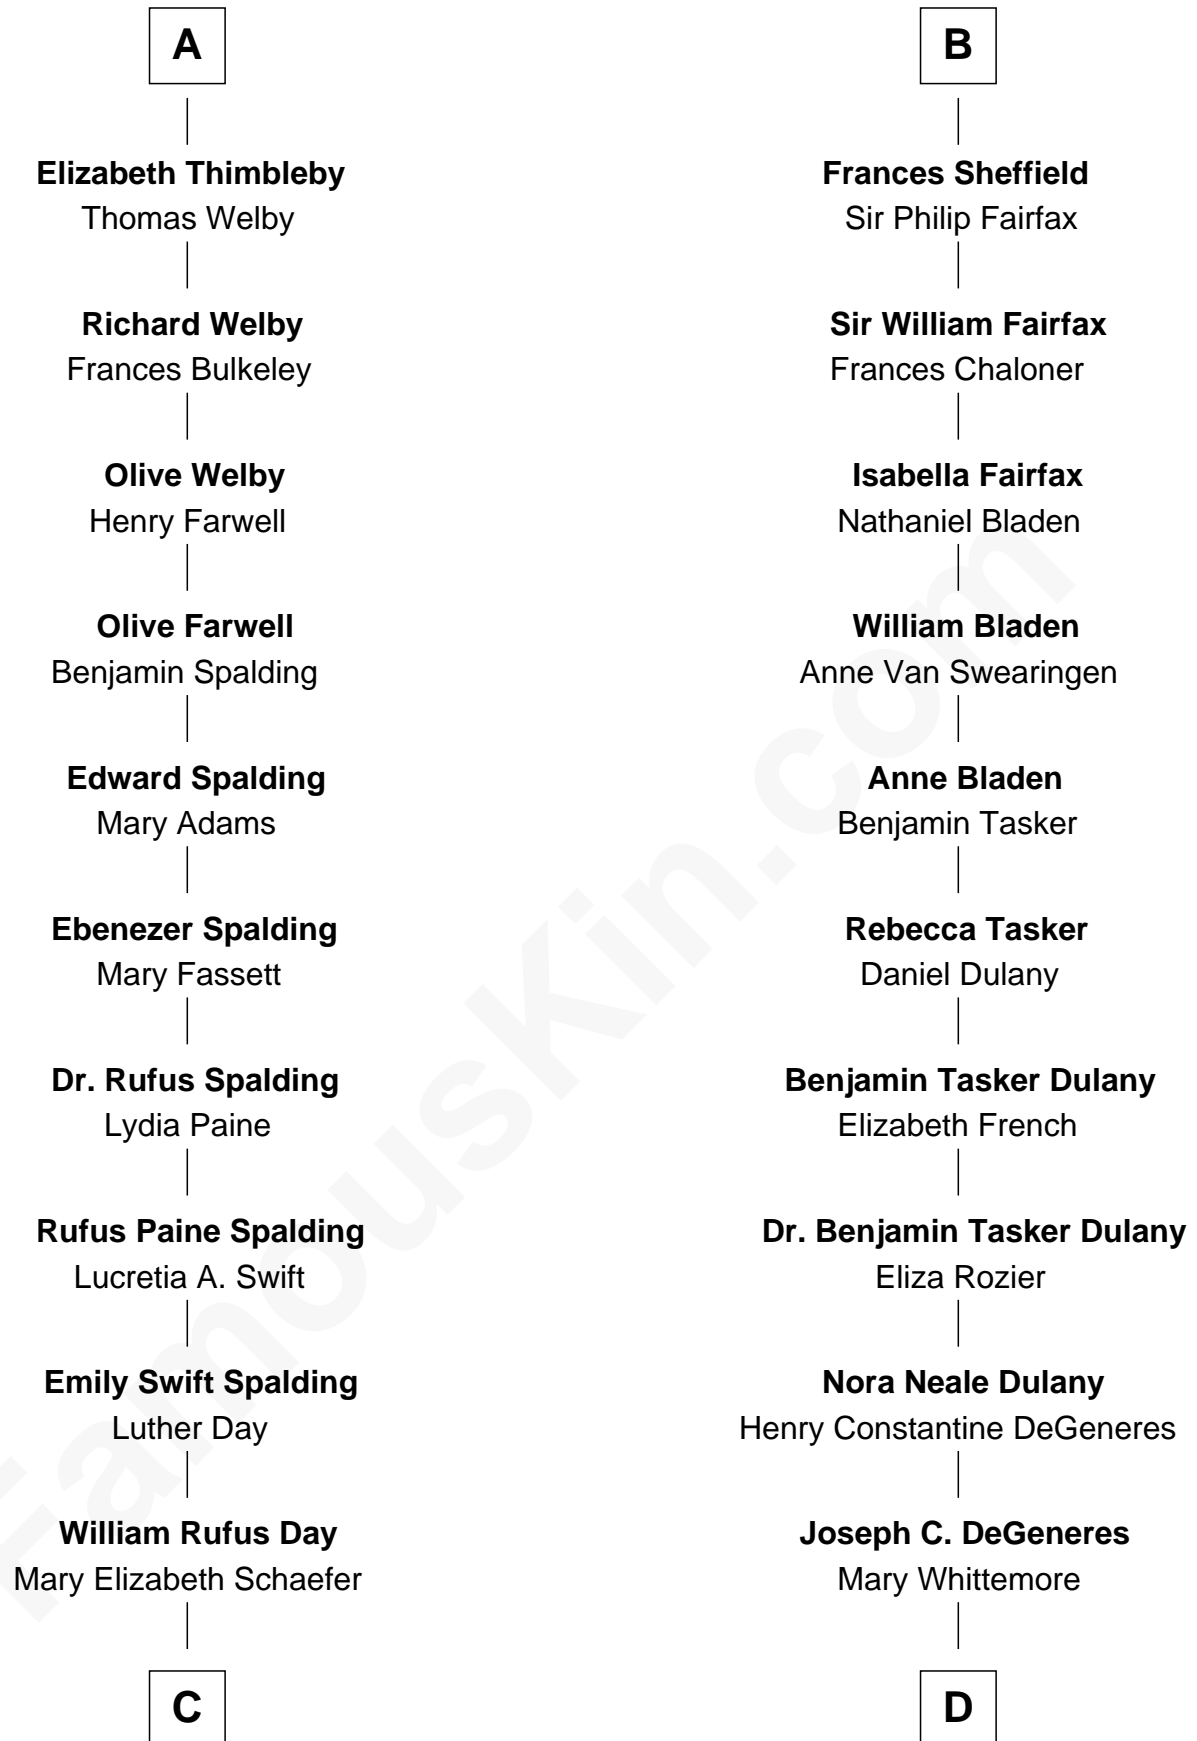 A
Elizabeth Thimbleby
Thomas Welby
Richard Welby
Frances Bulkeley
Olive Welby
Henry Farwell
Olive Farwell
Benjamin Spalding
Edward Spalding
Mary Adams
Ebenezer Spalding
Mary Fassett
Dr. Rufus Spalding
Lydia Paine
Rufus Paine Spalding
Lucretia A. Swift
Emily Swift Spalding
Luther Day
William Rufus Day
Mary Elizabeth Schaefer
C
B
Frances Sheffield
Sir Philip Fairfax
Sir William Fairfax
Frances Chaloner
Isabella Fairfax
Nathaniel Bladen
William Bladen
Anne Van Swearingen
Anne Bladen
Benjamin Tasker
Rebecca Tasker
Daniel Dulany
Benjamin Tasker Dulany
Elizabeth French
Dr. Benjamin Tasker Dulany
Eliza Rozier
Nora Neale Dulany
Henry Constantine DeGeneres
Joseph C. DeGeneres
Mary Whittemore
D
FamousKin.com